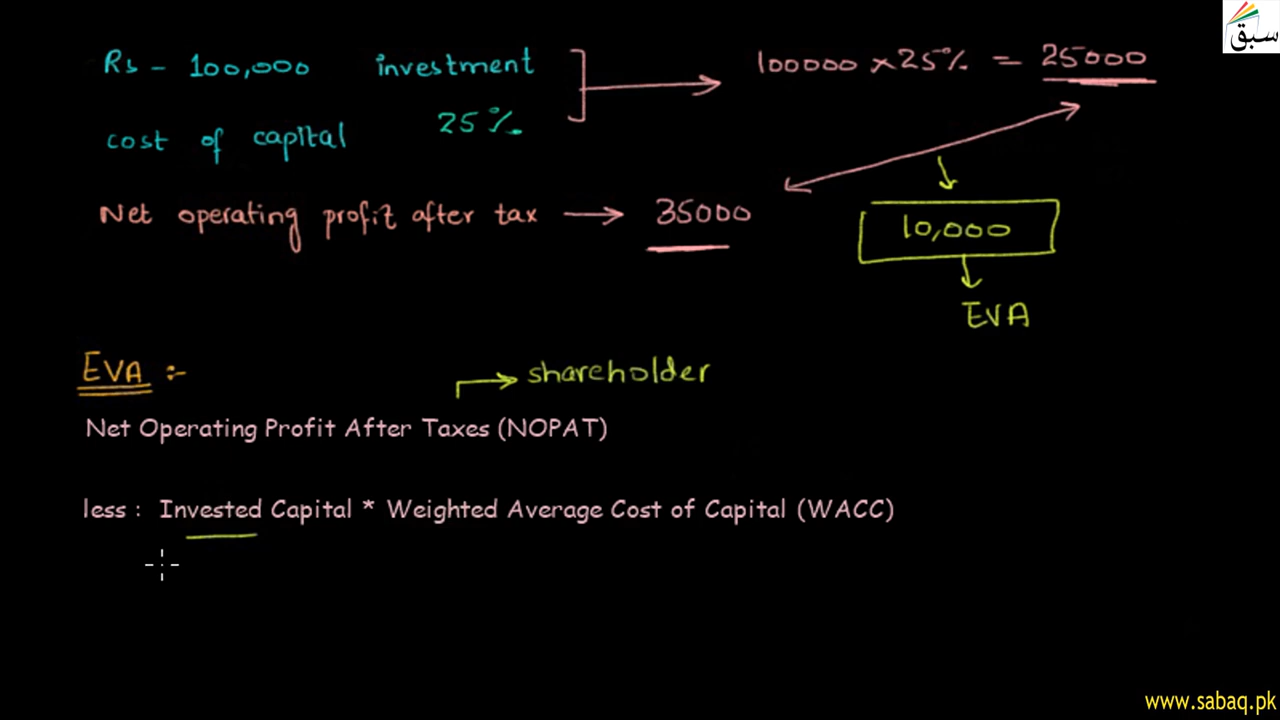 سبق
Rs - 100,000 investment
100000 × 25% = 25000
cost of capital 25%
Net operating profit after tax → 35000
10,000
EVA
EVA :-
shareholder
Net Operating Profit After Taxes (NOPAT)
less : Invested Capital * Weighted Average Cost of Capital (WACC)
www.sabaq.pk